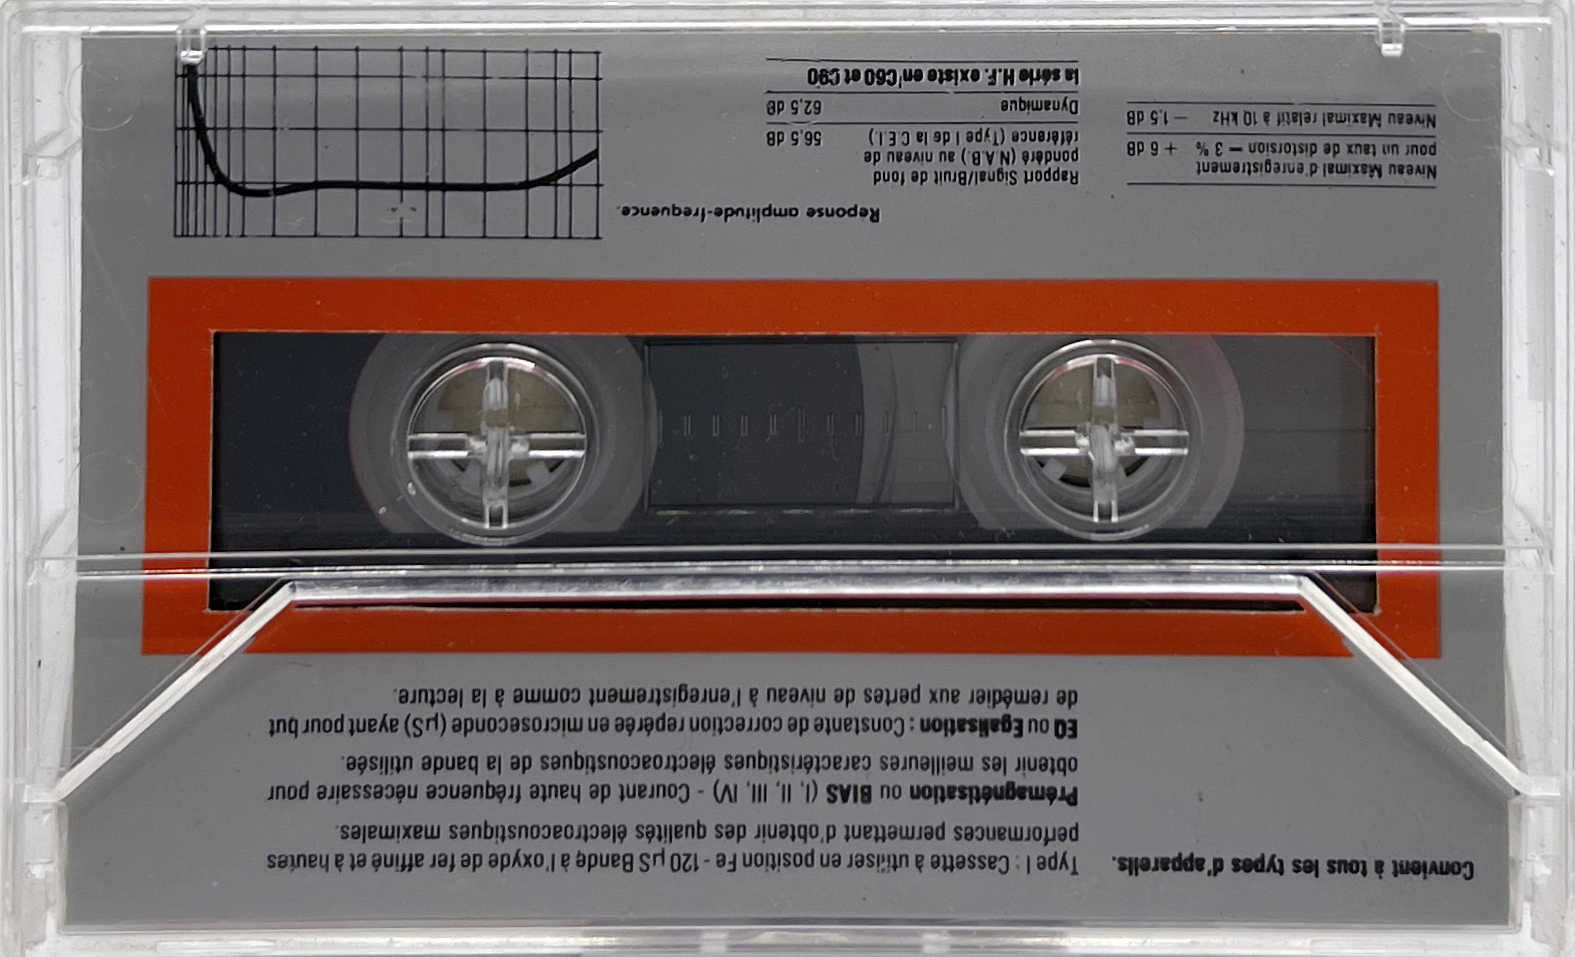 Convient à tous les types d'appareils.
Type I : Cassette à utiliser en position Fe - 120 µS Bande à l'oxyde de fer affiné et à hautes
performances permettant d'obtenir des qualités électroacoustiques maximales.
Prémagnétisation ou BIAS (I, II, III, IV) - Courant de haute fréquence nécessaire pour
obtenir les meilleures caractéristiques électroacoustiques de la bande utilisée.
EQ ou Egalisation : Constante de correction repérée en microseconde (µS) ayant pour but
de remédier aux pertes de niveau à l'enregistrement comme à la lecture.
Niveau Maximal d'enregistrement
pour un taux de distorsion — 3 % + 6 dB
Niveau Maximal relatif à 10 kHz — 1,5 dB
Reponse amplitude-frequence.
Rapport Signal/Bruit de fond
pondéré (N.A.B.) au niveau de
référence (Type I de la C.E.I.) 56,5 dB
Dynamique 62,5 dB
la série H.F. existe en C60 et C90